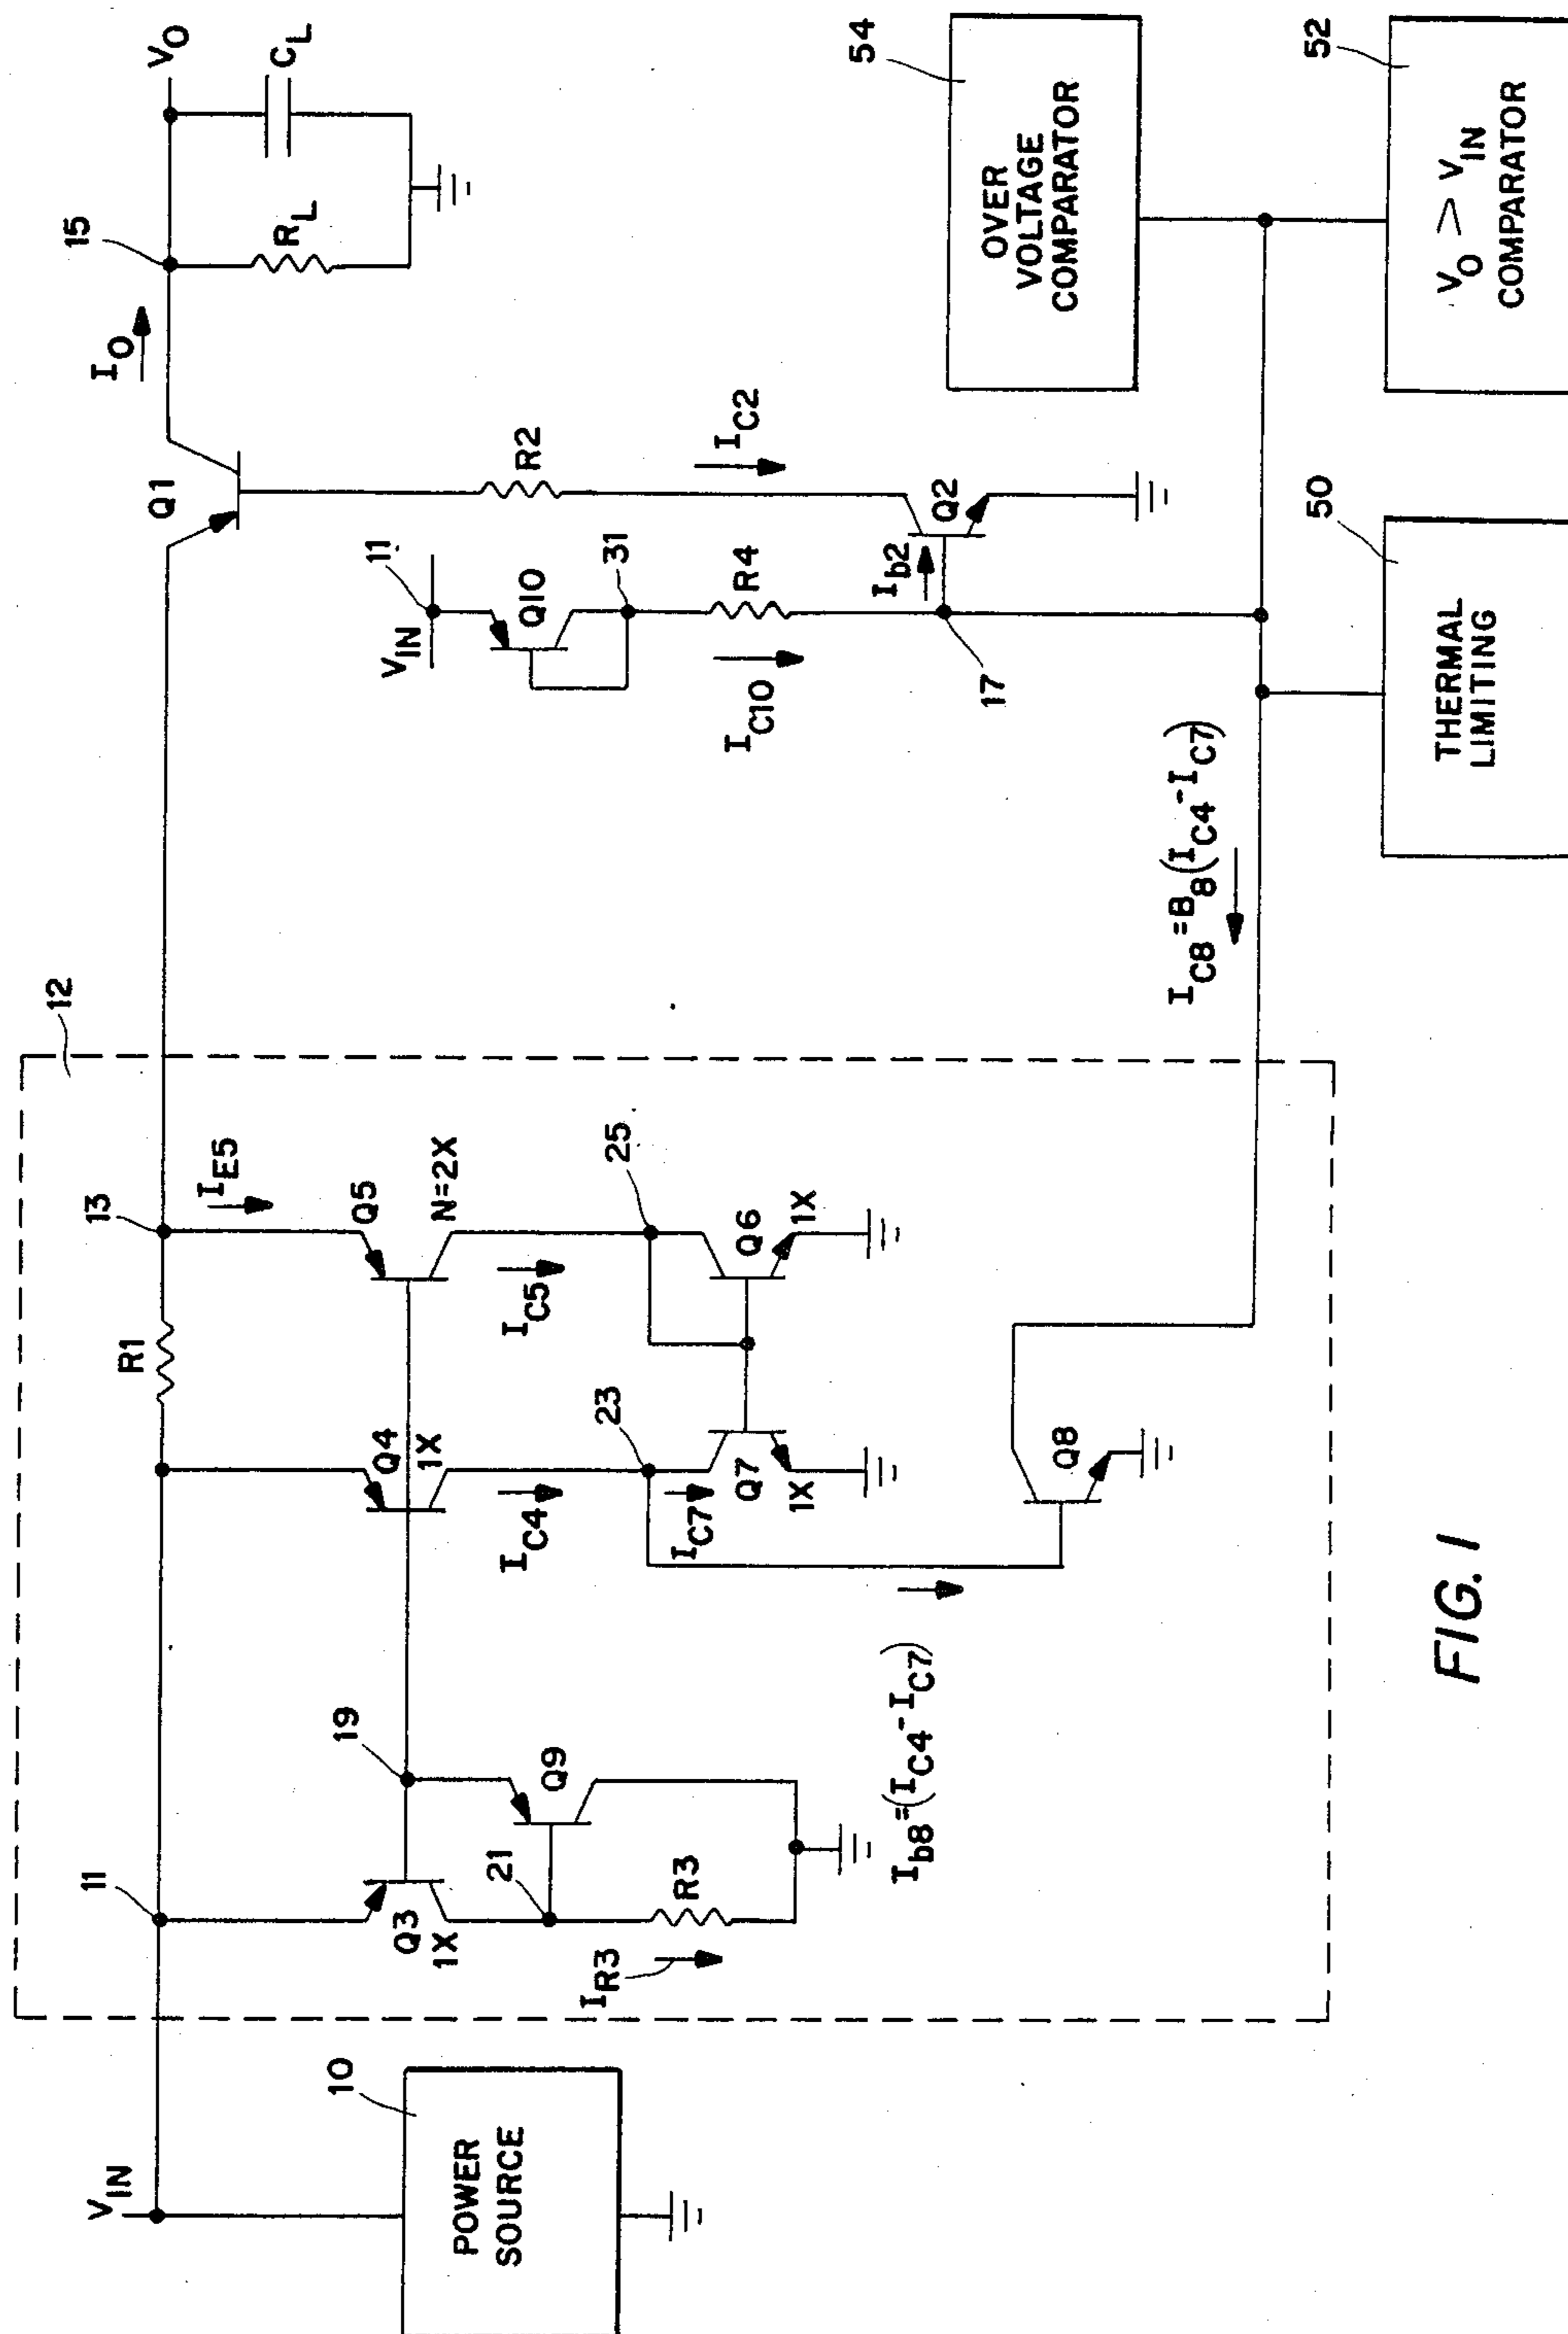 V_IN
10
POWER
SOURCE
12
11
Q3
1X
19
21
Q9
R3
I_R3
I_b8=(I_C4-I_C7)
Q4
1X
R1
13
I_E5
Q5
N=2X
I_C4
I_C5
23
25
I_C7
Q7
1X
Q6
1X
Q8
I_C8=B_8(I_C4-I_C7)
Q1
I_O
15
V_O
R_L
C_L
V_IN
11
Q10
31
I_C10
R4
17
R2
I_C2
I_b2
Q2
54
OVER
VOLTAGE
COMPARATOR
50
THERMAL
LIMITING
52
V_O > V_IN
COMPARATOR
FIG. 1